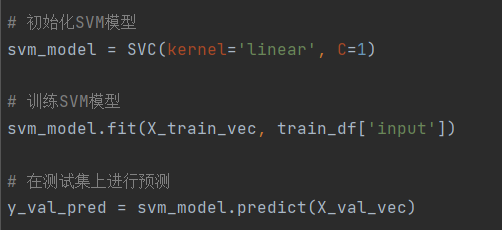 # 初始化SVM模型
svm_model = SVC(kernel='linear', C=1)
# 训练SVM模型
svm_model.fit(X_train_vec, train_df['input'])
# 在测试集上进行预测
y_val_pred = svm_model.predict(X_val_vec)